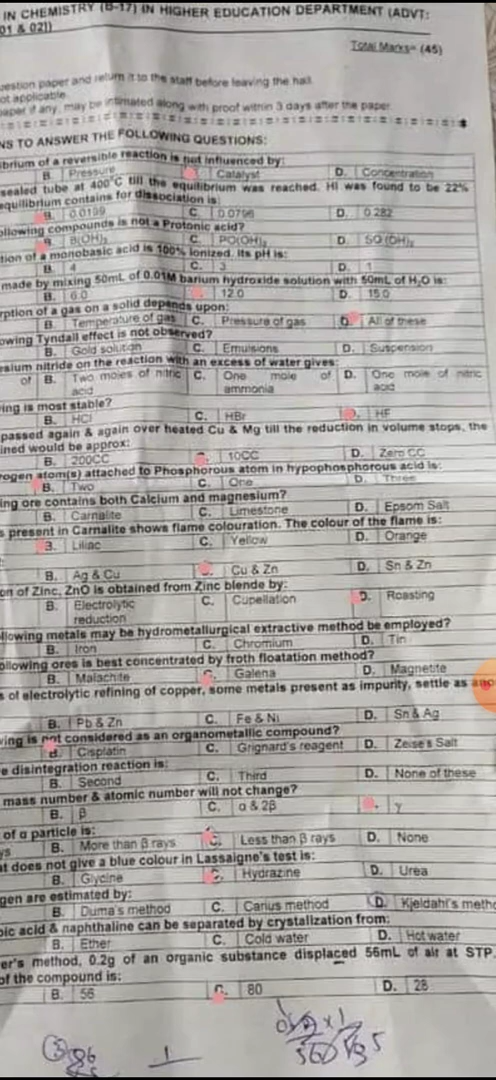 IN CHEMISTRY (B-17) IN HIGHER EDUCATION DEPARTMENT (ADVT:
01 & 02])
Total Marks= (45)
uestion paper and return it to the staff before leaving the hall.
ot applicable.
paper if any, may be intimated along with proof within 3 days after the paper.
NS TO ANSWER THE FOLLOWING QUESTIONS:
ibrium of a reversible reaction is not influenced by:
B. Pressure Catalyst D. Concentration
sealed tube at 400°C till the equilibrium was reached. HI was found to be 22%
equilibrium contains for dissociation is:
B. 0.0199 C. 0.0796 D. 0.282
ollowing compounds is not a Protonic acid?
B. B(OH)₃ C. PO(OH)₃ D. SO(OH)₂
tion of a monobasic acid is 100% ionized. Its pH is:
B. 4 C. 3 D. 1
made by mixing 50mL of 0.01M barium hydroxide solution with 50mL of H₂O is:
B. 6.0 12.0 D. 15.0
rption of a gas on a solid depends upon:
B. Temperature of gas C. Pressure of gas D. All of these
owing Tyndall effect is not observed?
B. Gold solution C. Emulsions D. Suspension
esium nitride on the reaction with an excess of water gives:
of B. Two moles of nitric C. One mole of D. One mole of nitric
acid ammonia acid
ing is most stable?
B. HCl C. HBr D. HF
passed again & again over heated Cu & Mg till the reduction in volume stops, the
ined would be approx:
B. 200CC 10CC D. Zero CC
rogen atom(s) attached to Phosphorous atom in hypophosphorous acid is:
B. Two C. One D. Three
ing ore contains both Calcium and magnesium?
B. Carnalite C. Limestone D. Epsom Salt
s present in Carnalite shows flame colouration. The colour of the flame is:
B. Liliac C. Yellow D. Orange
B. Ag & Cu C. Cu & Zn D. Sn & Zn
on of Zinc, ZnO is obtained from Zinc blende by:
B. Electrolytic C. Cupellation D. Roasting
reduction
llowing metals may be hydrometallurgical extractive method be employed?
B. Iron C. Chromium D. Tin
ollowing ores is best concentrated by froth floatation method?
B. Malachite C. Galena D. Magnetite
s of electrolytic refining of copper, some metals present as impurity, settle as
B. Pb & Zn C. Fe & Ni D. Sn & Ag
ving is not considered as an organometallic compound?
B. Cisplatin C. Grignard's reagent D. Zeise's Salt
e disintegration reaction is:
B. Second C. Third D. None of these
mass number & atomic number will not change?
B. β C. α & 2β γ
of α particle is:
ys B. More than β rays C. Less than β rays D. None
at does not give a blue colour in Lassaigne's test is:
B. Glycine C. Hydrazine D. Urea
gen are estimated by:
B. Duma's method C. Carius method D. Kjeldahl's metho
oic acid & naphthaline can be separated by crystallization from:
B. Ether C. Cold water D. Hot water
er's method, 0.2g of an organic substance displaced 56mL of air at STP.
of the compound is:
B. 56 C. 80 D. 28